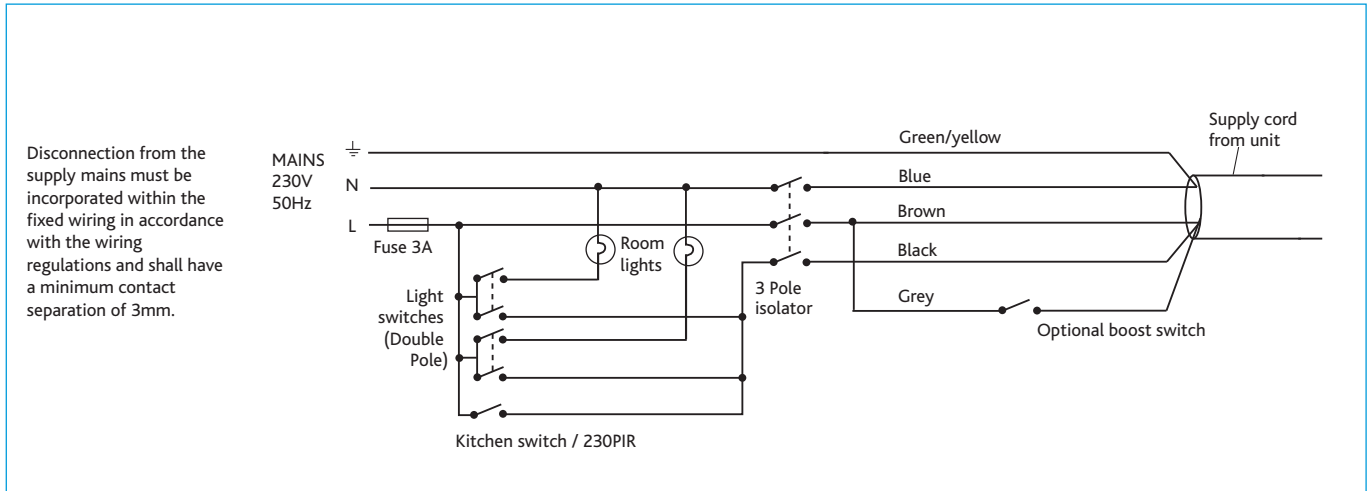 Disconnection from the
supply mains must be
incorporated within the
fixed wiring in accordance
with the wiring
regulations and shall have
a minimum contact
separation of 3mm.
MAINS
230V
50Hz
N
L
Fuse 3A
Light
switches
(Double
Pole)
Kitchen switch / 230PIR
Room
lights
3 Pole
isolator
Green/yellow
Blue
Brown
Black
Grey
Optional boost switch
Supply cord
from unit